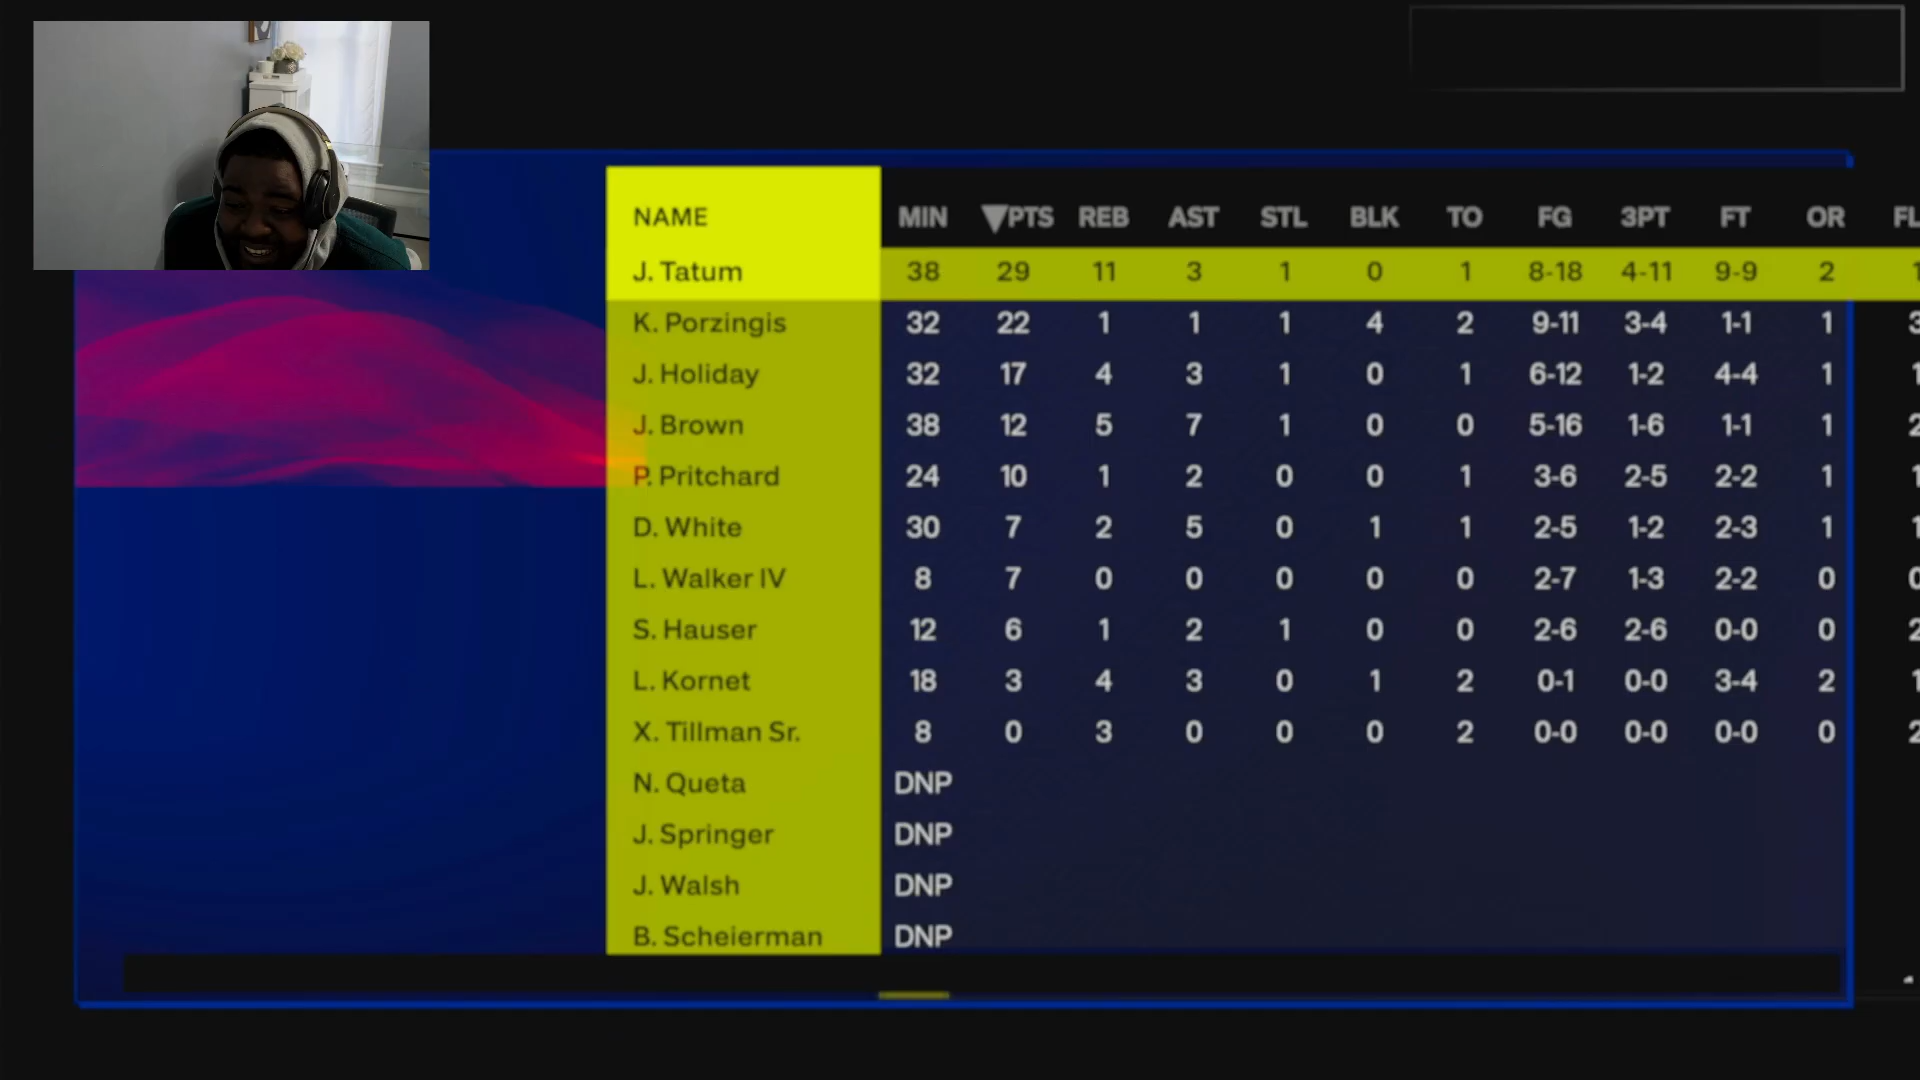 NAME MIN ▼PTS REB AST STL BLK TO FG 3PT FT OR
J. Tatum 38 29 11 3 1 0 1 8-18 4-11 9-9 2
K. Porzingis 32 22 1 1 1 4 2 9-11 3-4 1-1 1
J. Holiday 32 17 4 3 1 0 1 6-12 1-2 4-4 1
J. Brown 38 12 5 7 1 0 0 5-16 1-6 1-1 1
P. Pritchard 24 10 1 2 0 0 1 3-6 2-5 2-2 1
D. White 30 7 2 5 0 1 1 2-5 1-2 2-3 1
L. Walker IV 8 7 0 0 0 0 0 2-7 1-3 2-2 0
S. Hauser 12 6 1 2 1 0 0 2-6 2-6 0-0 0
L. Kornet 18 3 4 3 0 1 2 0-1 0-0 3-4 2
X. Tillman Sr. 8 0 3 0 0 0 2 0-0 0-0 0-0 0
N. Queta DNP
J. Springer DNP
J. Walsh DNP
B. Scheierman DNP